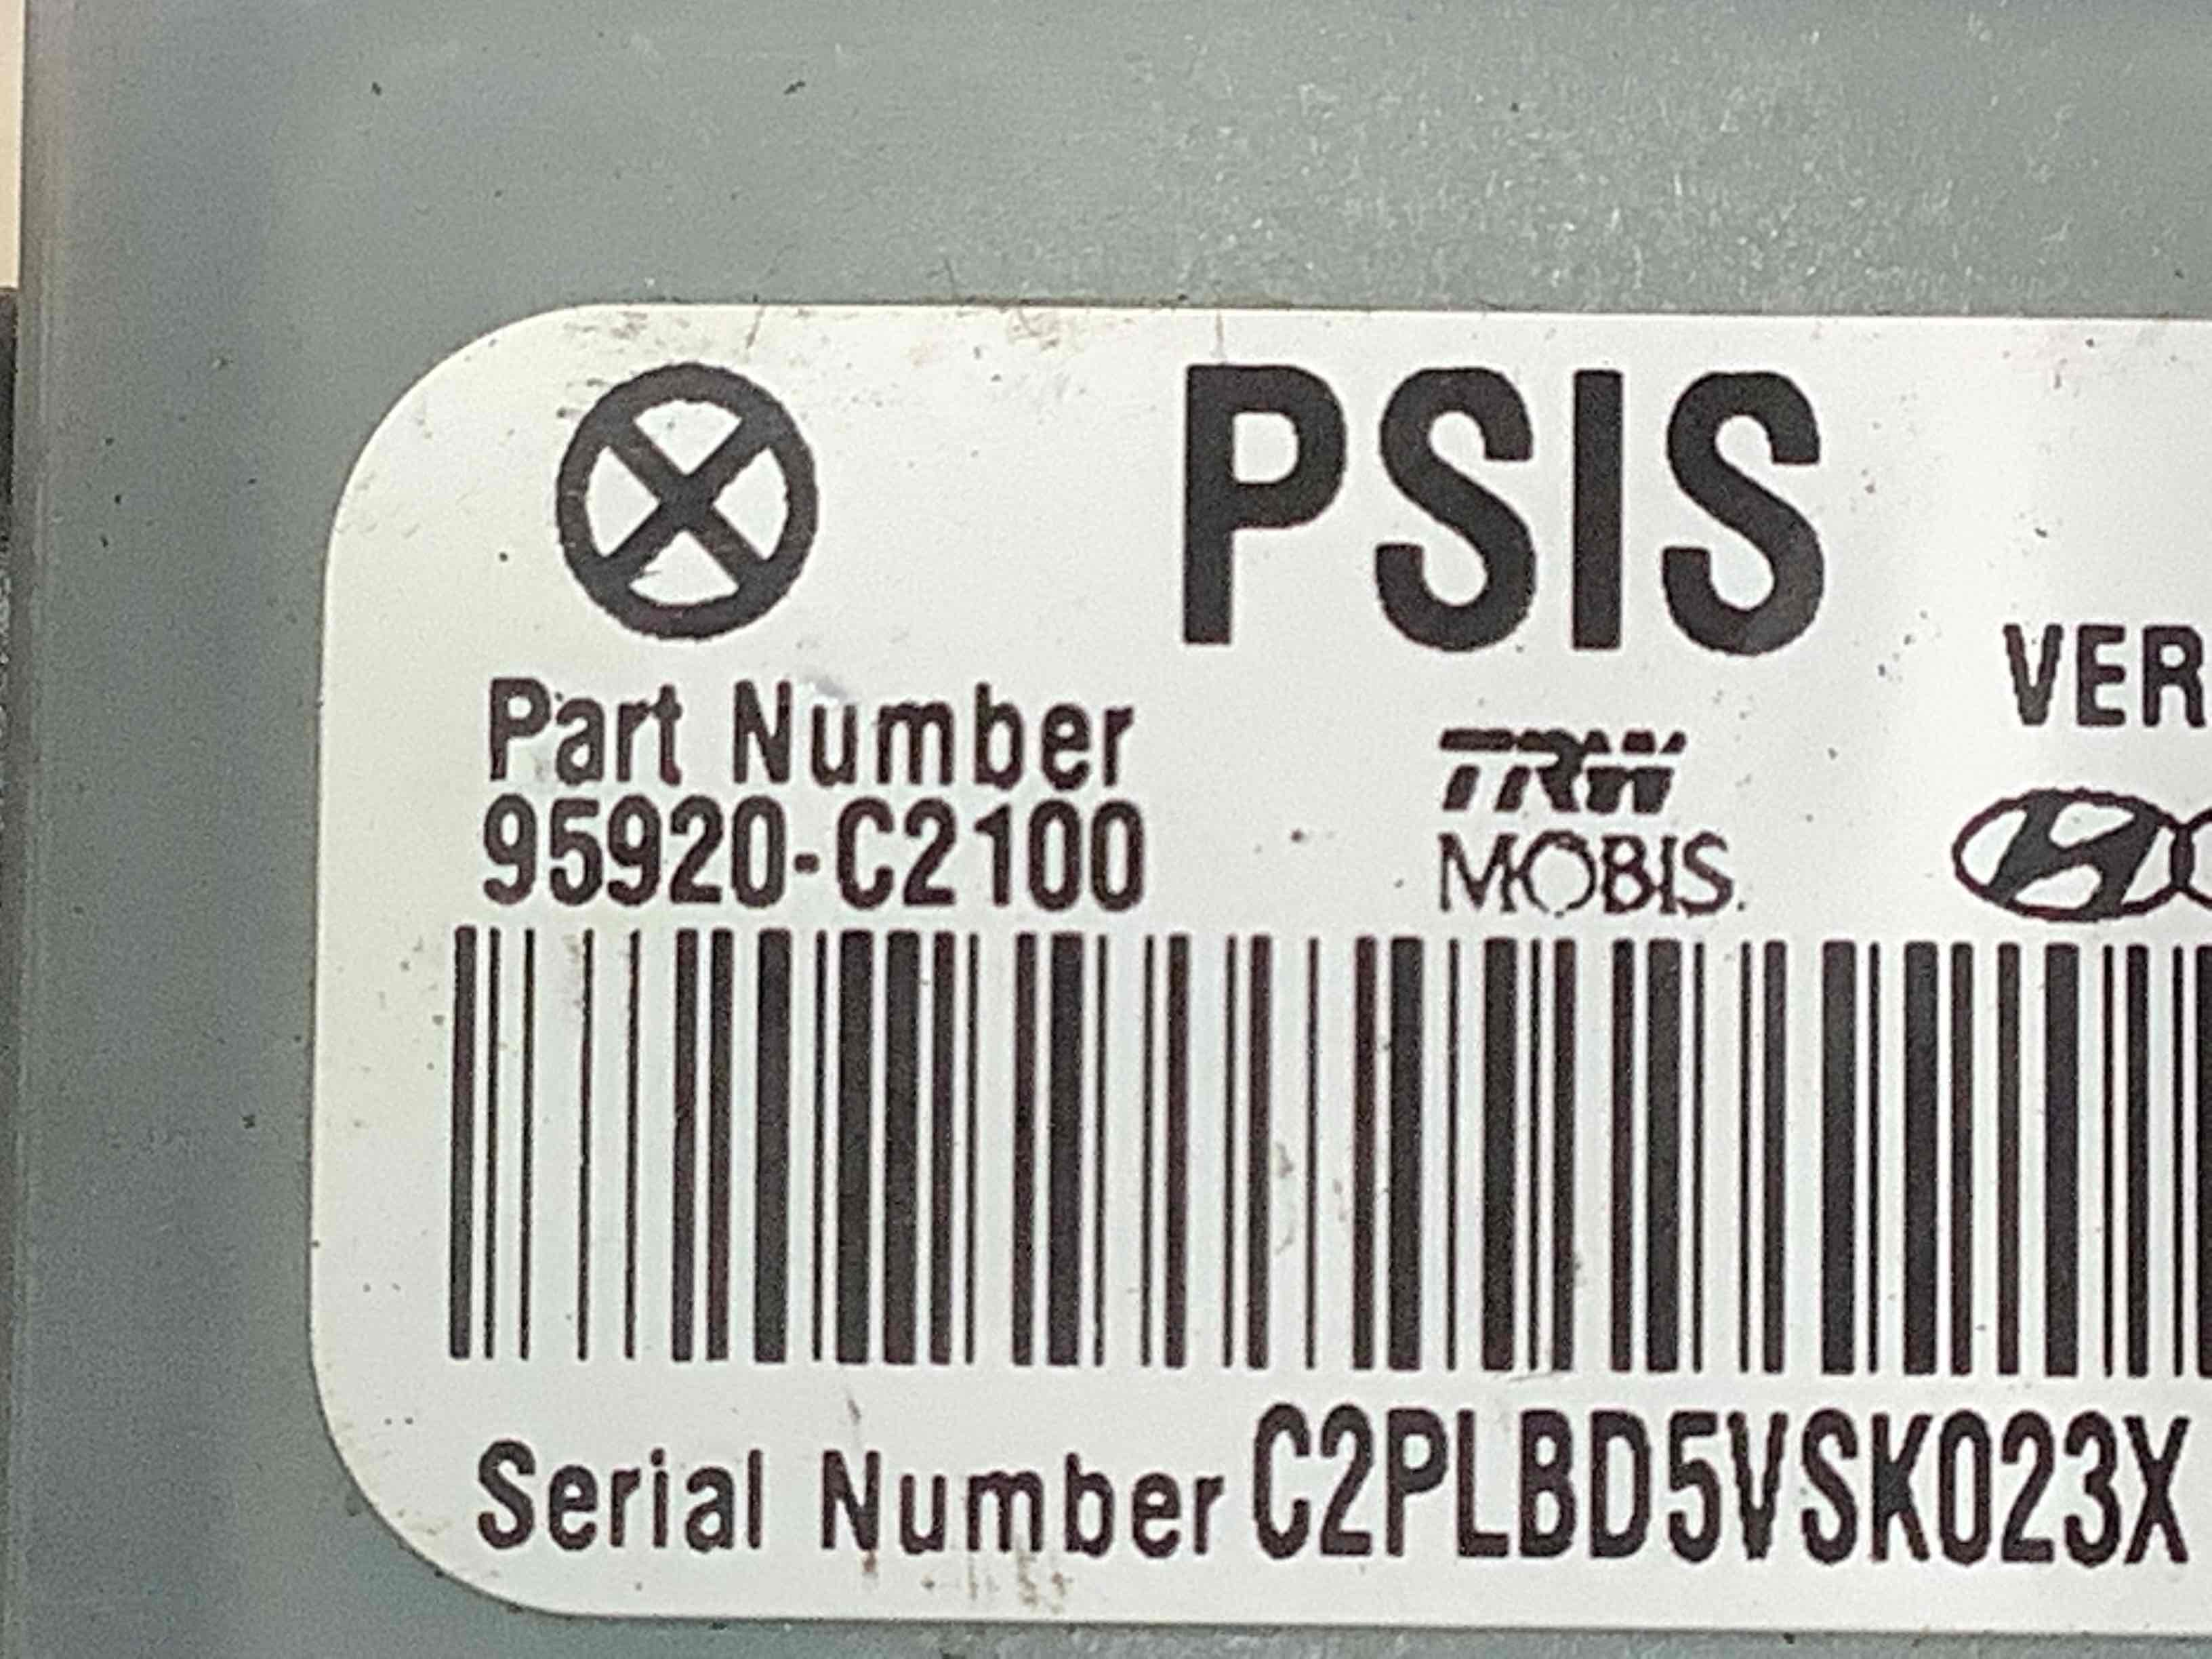 PSIS
VER
Part Number
95920-C2100
TRW
MOBIS.
Serial Number C2PLBD5VSK023X